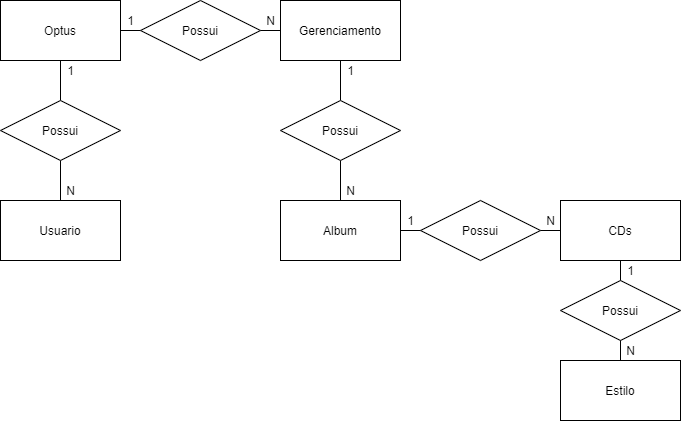 Optus
1
Possui
N
Gerenciamento
1
Possui
N
Usuario
1
Possui
N
Album
1
Possui
N
CDs
1
Possui
N
Estilo